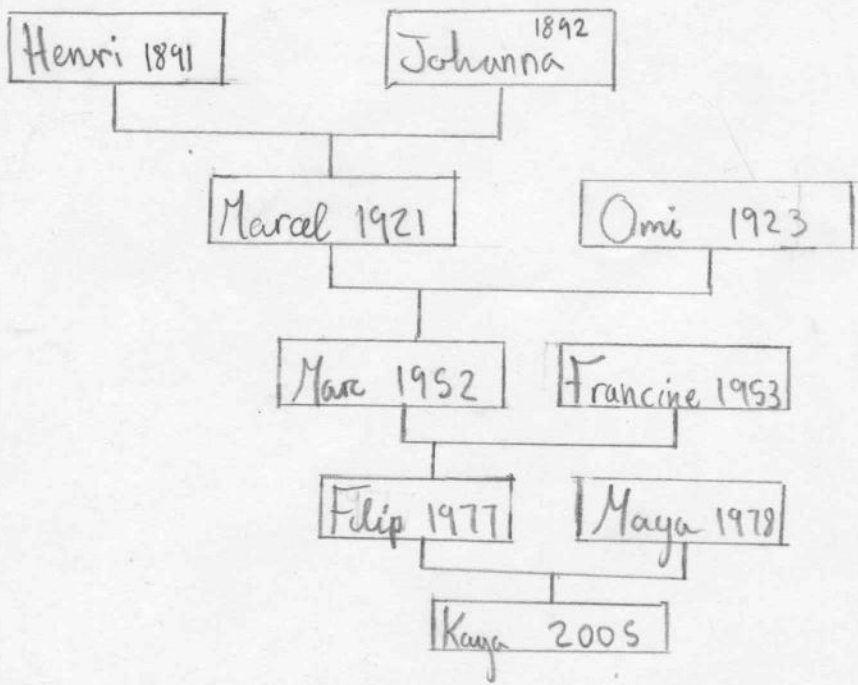 Henri 1891
Johanna 1892
Marcel 1921
Omi 1923
Marc 1952
Francine 1953
Filip 1977
Maya 1978
Kaya 2005